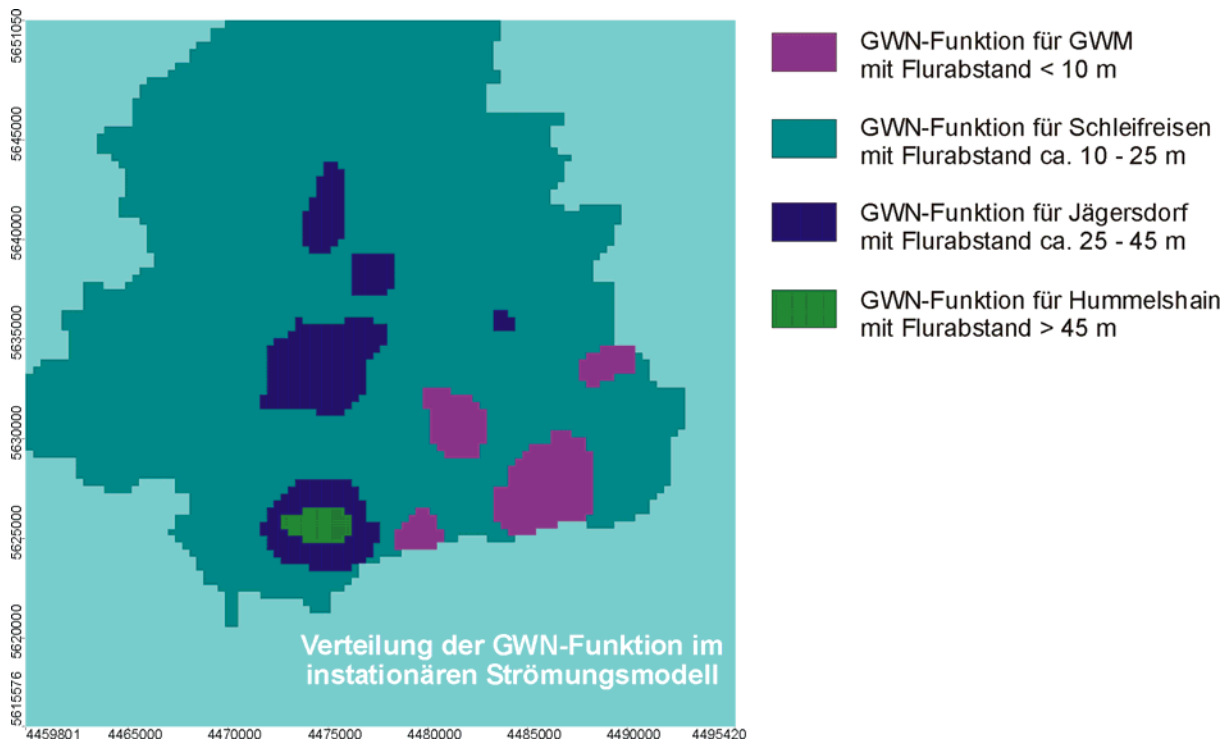 5651050
5645000
5640000
5635000
5630000
5625000
5620000
5615576
4459801 4465000 4470000 4475000 4480000 4485000 4490000 4495420
Verteilung der GWN-Funktion im
instationären Strömungsmodell
GWN-Funktion für GWM
mit Flurabstand < 10 m
GWN-Funktion für Schleifreisen
mit Flurabstand ca. 10 - 25 m
GWN-Funktion für Jägersdorf
mit Flurabstand ca. 25 - 45 m
GWN-Funktion für Hummelshain
mit Flurabstand > 45 m